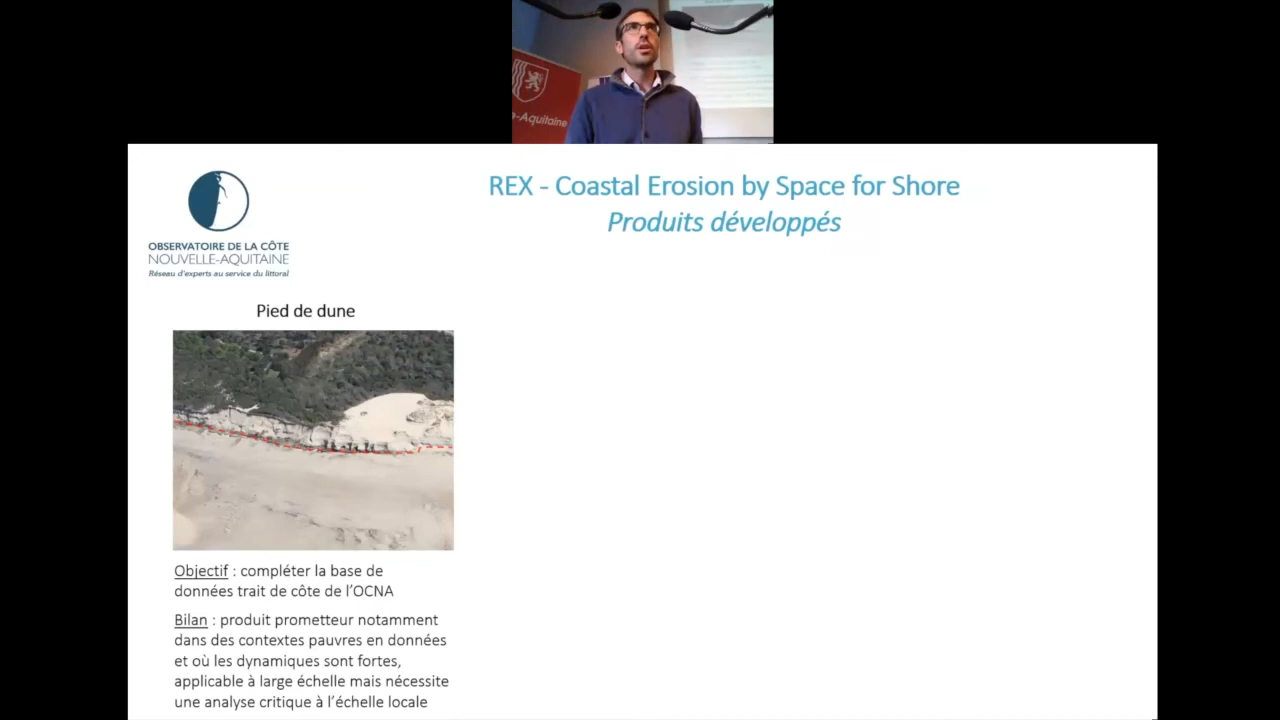 e-Aquitaine
REX - Coastal Erosion by Space for Shore
Produits développés
OBSERVATOIRE DE LA CÔTE
NOUVELLE-AQUITAINE
Réseau d'experts au service du littoral
Pied de dune
Objectif : compléter la base de
données trait de côte de l'OCNA
Bilan : produit prometteur notamment
dans des contextes pauvres en données
et où les dynamiques sont fortes,
applicable à large échelle mais nécessite
une analyse critique à l'échelle locale